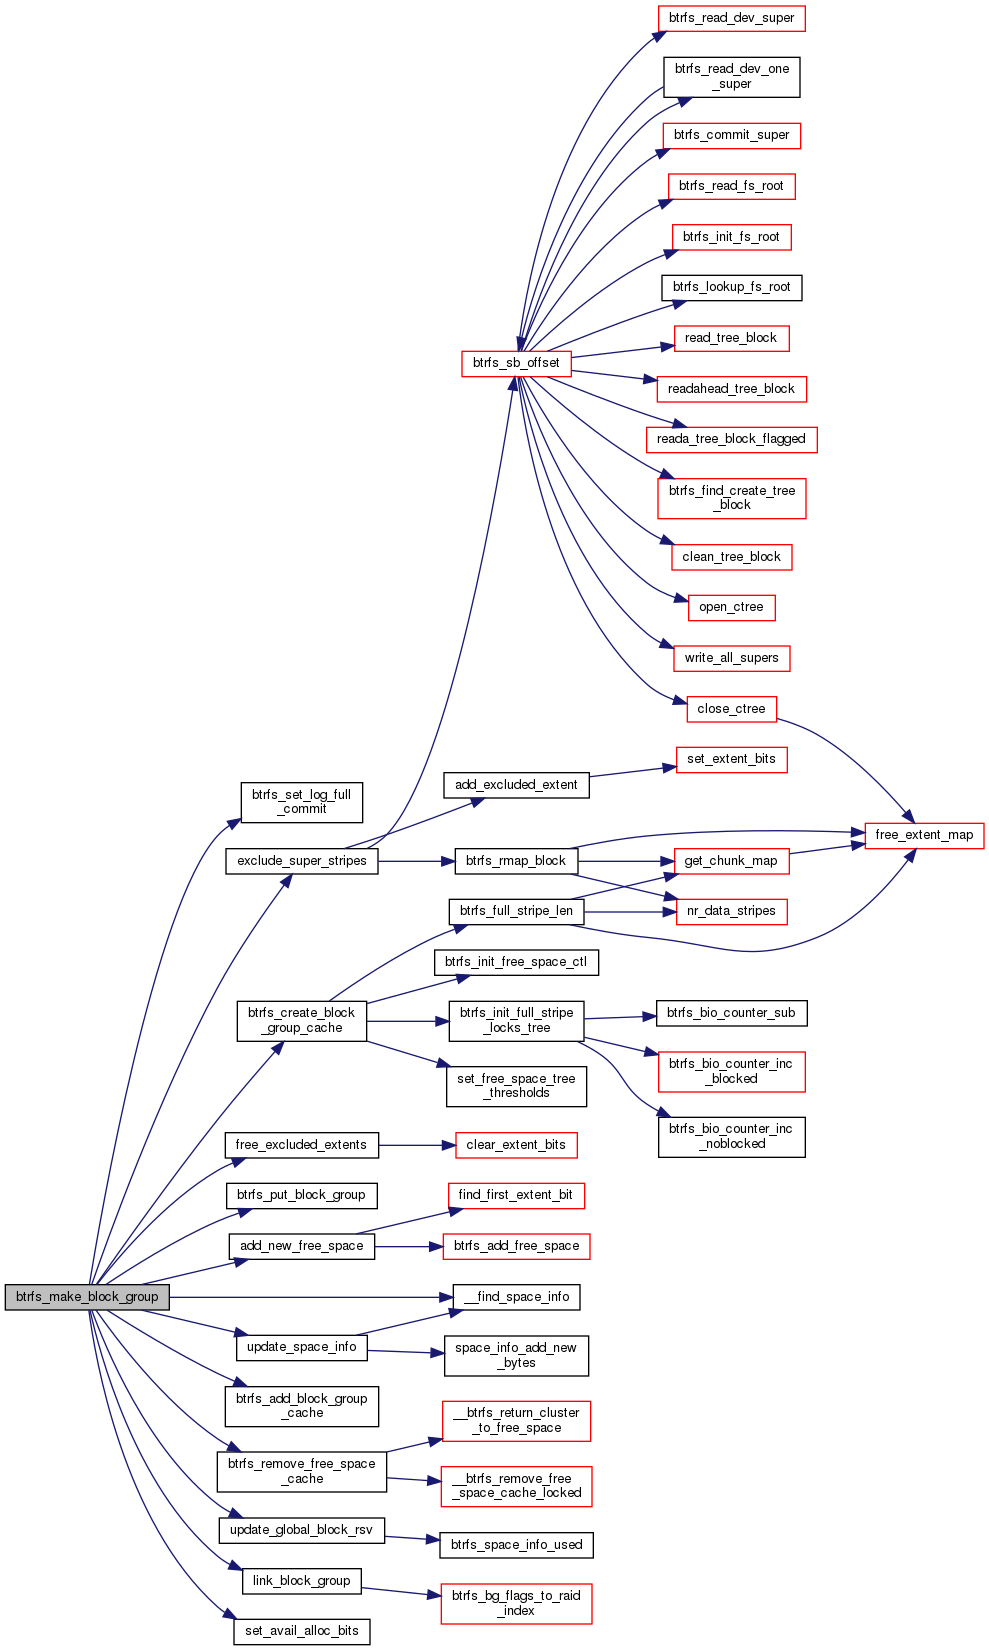 btrfs_read_dev_super
btrfs_read_dev_one
_super
btrfs_commit_super
btrfs_read_fs_root
btrfs_init_fs_root
btrfs_lookup_fs_root
read_tree_block
btrfs_sb_offset
readahead_tree_block
reada_tree_block_flagged
btrfs_find_create_tree
_block
clean_tree_block
open_ctree
write_all_supers
close_ctree
set_extent_bits
btrfs_set_log_full
_commit
add_excluded_extent
free_extent_map
exclude_super_stripes
btrfs_rmap_block
get_chunk_map
btrfs_full_stripe_len
nr_data_stripes
btrfs_init_free_space_ctl
btrfs_create_block
_group_cache
btrfs_init_full_stripe
_locks_tree
btrfs_bio_counter_sub
btrfs_bio_counter_inc
_blocked
set_free_space_tree
_thresholds
btrfs_bio_counter_inc
_noblocked
free_excluded_extents
clear_extent_bits
btrfs_put_block_group
find_first_extent_bit
add_new_free_space
btrfs_add_free_space
btrfs_make_block_group
__find_space_info
update_space_info
space_info_add_new
_bytes
btrfs_add_block_group
_cache
__btrfs_return_cluster
_to_free_space
btrfs_remove_free_space
_cache
__btrfs_remove_free
_space_cache_locked
update_global_block_rsv
btrfs_space_info_used
link_block_group
btrfs_bg_flags_to_raid
_index
set_avail_alloc_bits